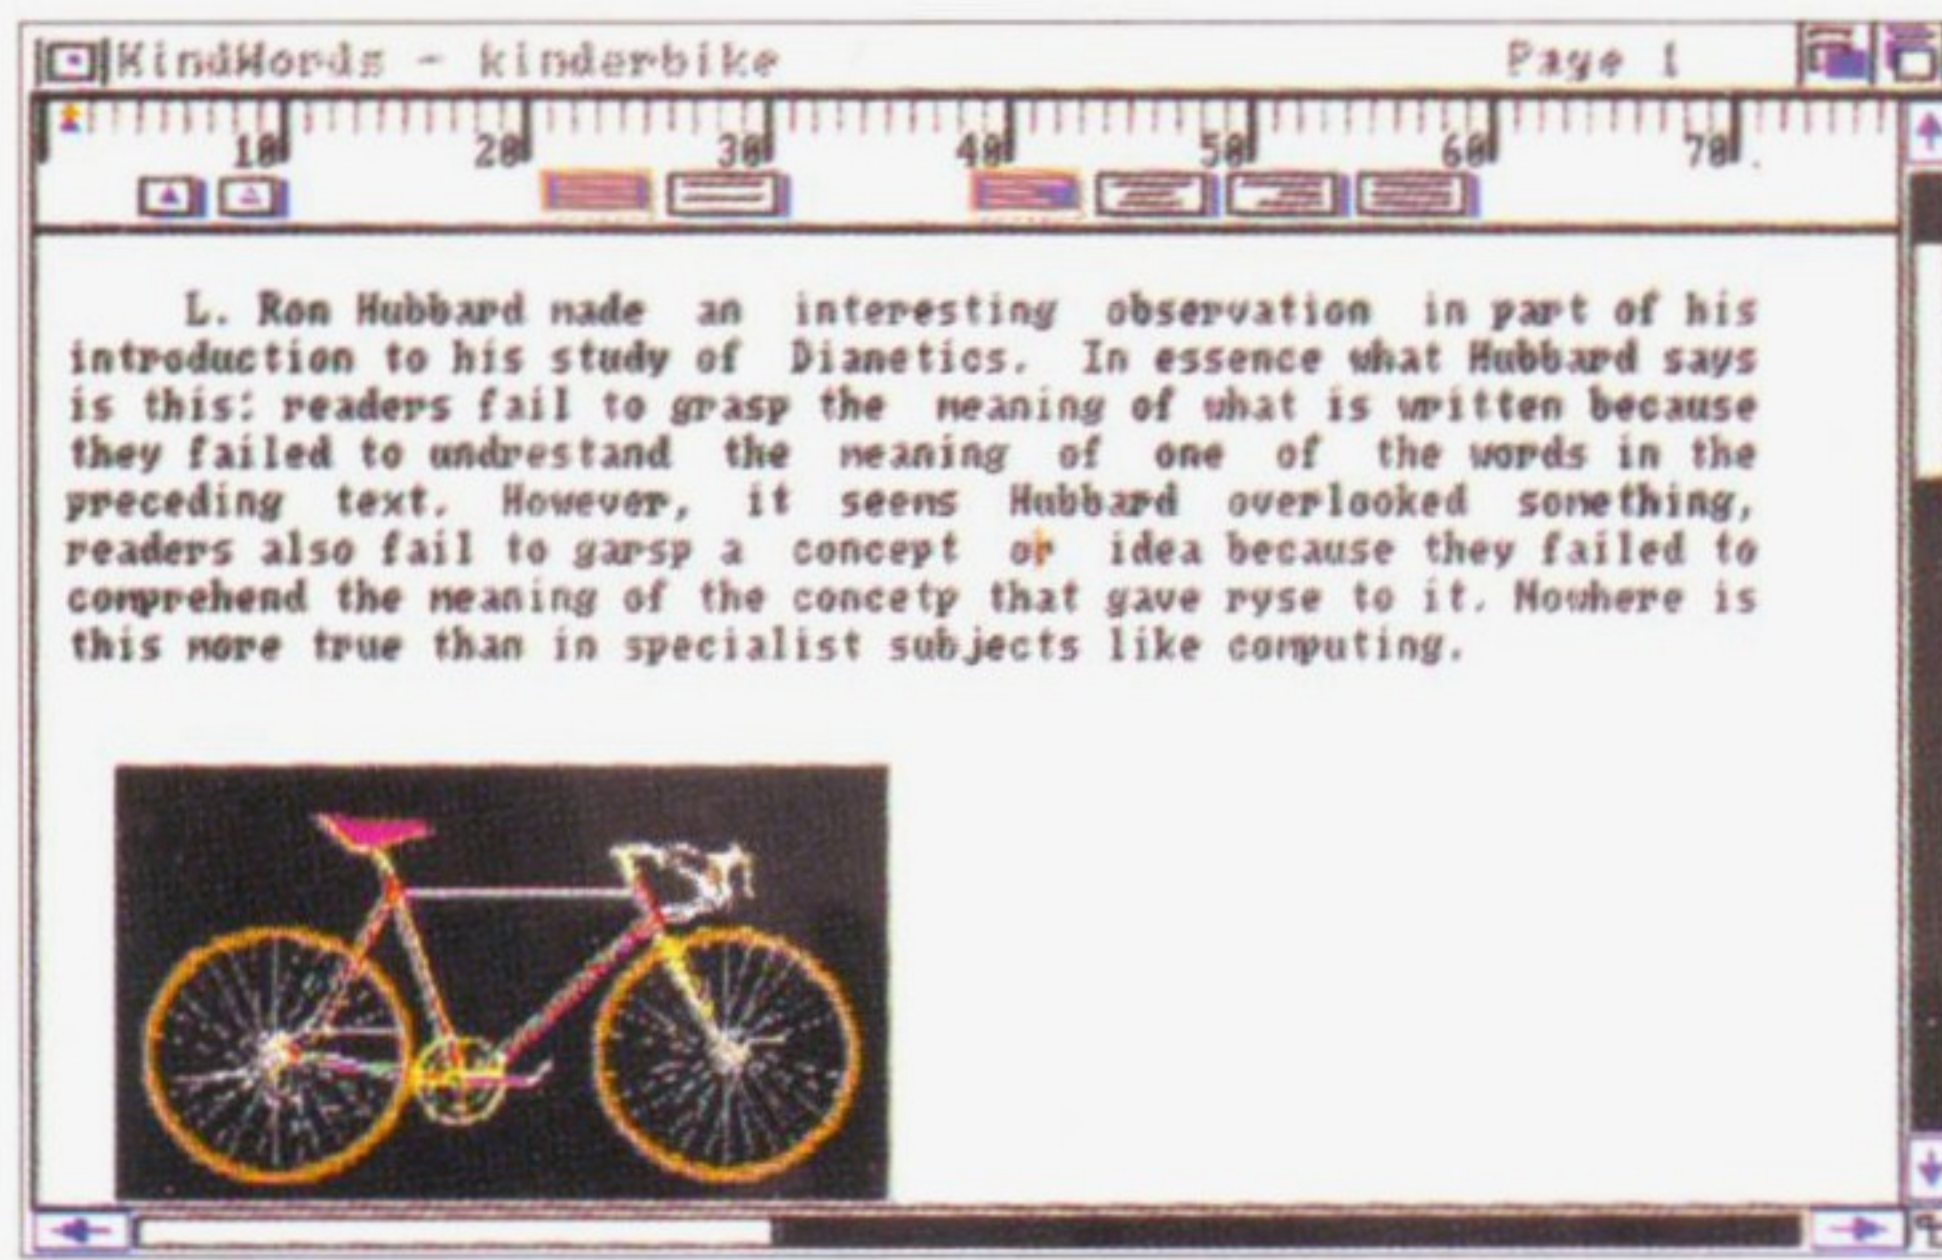 KindWords - kinderbike Page 1
10 20 30 40 50 60 70
L. Ron Hubbard made an interesting observation in part of his
introduction to his study of Dianetics. In essence what Hubbard says
is this: readers fail to grasp the meaning of what is written because
they failed to undrestand the meaning of one of the words in the
preceding text. However, it seems Hubbard overlooked something,
readers also fail to garsp a concept or idea because they failed to
comprehend the meaning of the concetp that gave ryse to it. Nowhere is
this more true than in specialist subjects like computing.